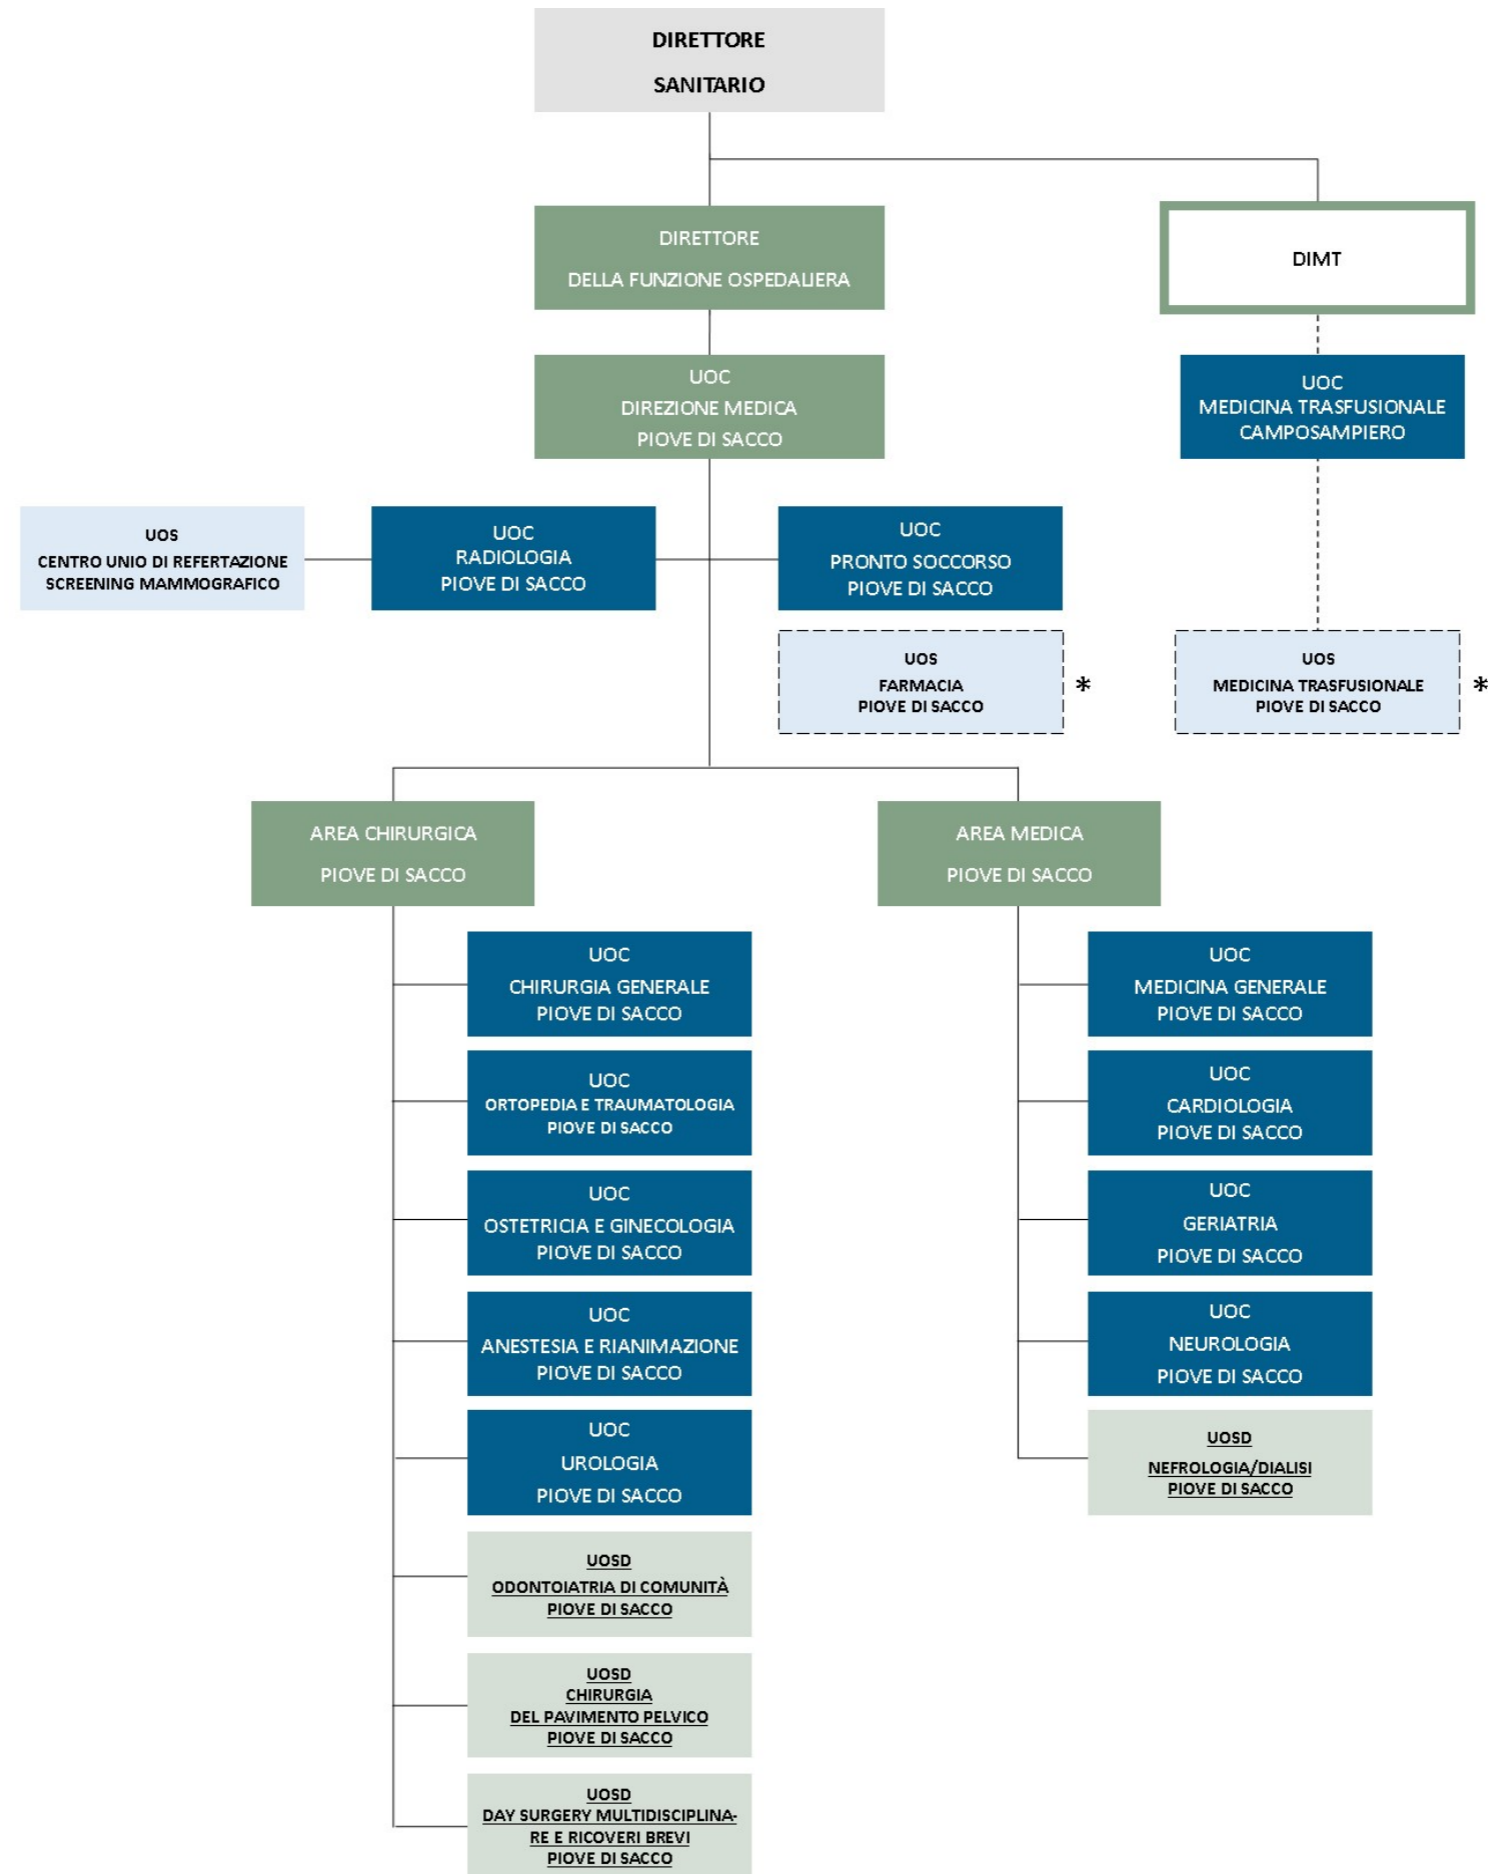 DIRETTORE
SANITARIO
DIRETTORE
DELLA FUNZIONE OSPEDALIERA
DIMT
UOC
DIREZIONE MEDICA
PIOVE DI SACCO
UOC
MEDICINA TRASFUSIONALE
CAMPOSAMPIERO
UOS
CENTRO UNIO DI REFERTAZIONE
SCREENING MAMMOGRAFICO
UOC
RADIOLOGIA
PIOVE DI SACCO
UOC
PRONTO SOCCORSO
PIOVE DI SACCO
UOS
FARMACIA
PIOVE DI SACCO
*
UOS
MEDICINA TRASFUSIONALE
PIOVE DI SACCO
*
AREA CHIRURGICA
PIOVE DI SACCO
AREA MEDICA
PIOVE DI SACCO
UOC
CHIRURGIA GENERALE
PIOVE DI SACCO
UOC
ORTOPEDIA E TRAUMATOLOGIA
PIOVE DI SACCO
UOC
OSTETRICIA E GINECOLOGIA
PIOVE DI SACCO
UOC
ANESTESIA E RIANIMAZIONE
PIOVE DI SACCO
UOC
UROLOGIA
PIOVE DI SACCO
UOSD
ODONTOIATRIA DI COMUNITÀ
PIOVE DI SACCO
UOSD
CHIRURGIA
DEL PAVIMENTO PELVICO
PIOVE DI SACCO
UOSD
DAY SURGERY MULTIDISCIPLINA-
RE E RICOVERI BREVI
PIOVE DI SACCO
UOC
MEDICINA GENERALE
PIOVE DI SACCO
UOC
CARDIOLOGIA
PIOVE DI SACCO
UOC
GERIATRIA
PIOVE DI SACCO
UOC
NEUROLOGIA
PIOVE DI SACCO
UOSD
NEFROLOGIA/DIALISI
PIOVE DI SACCO